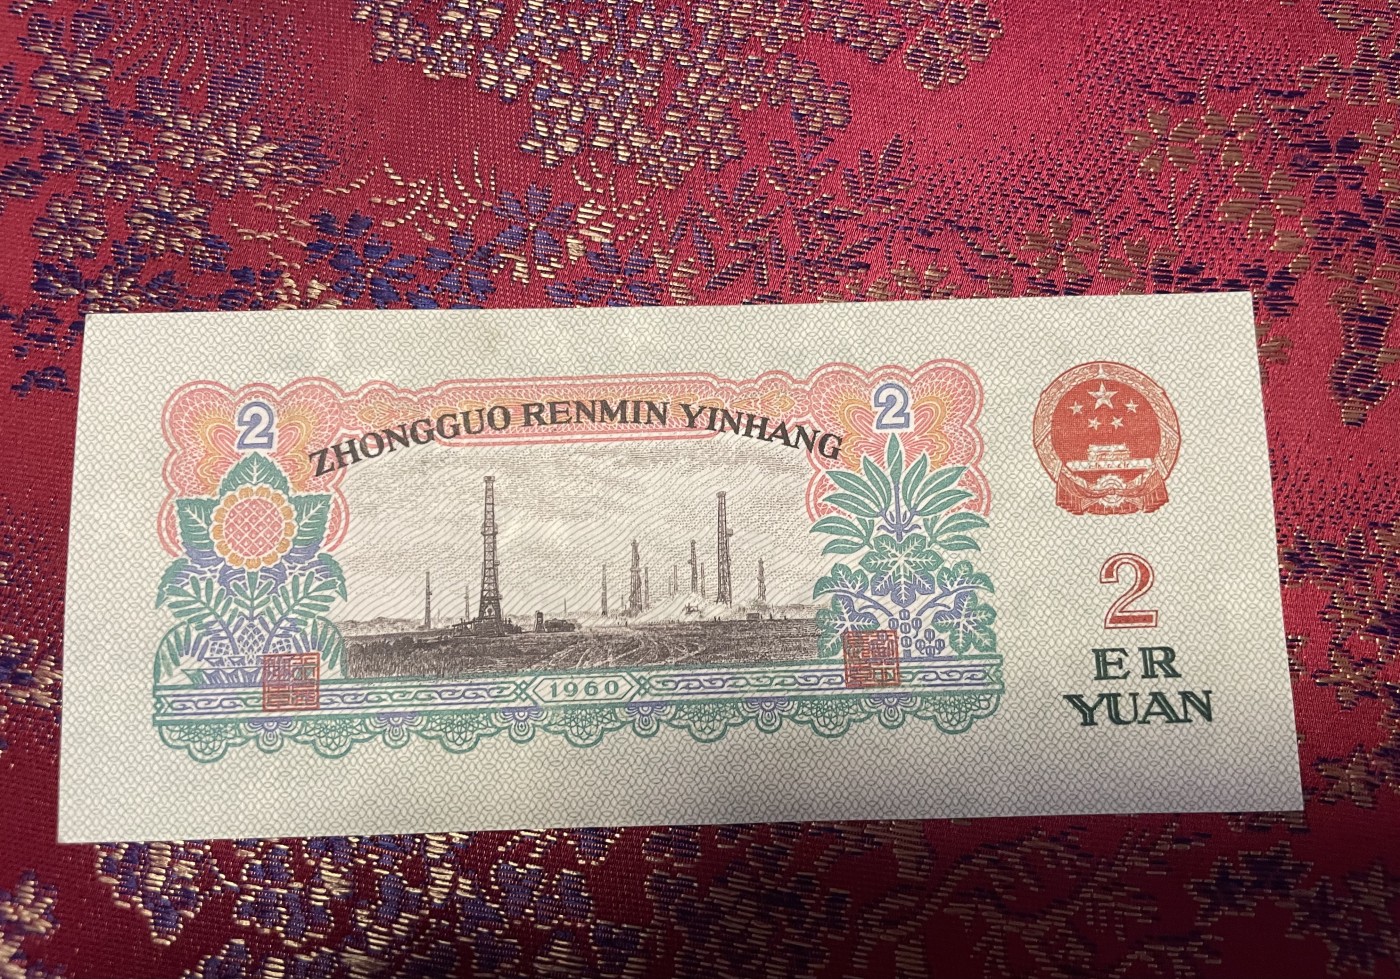 2
2
ZHONGGUO RENMIN YINHANG
1960
2
ER
YUAN